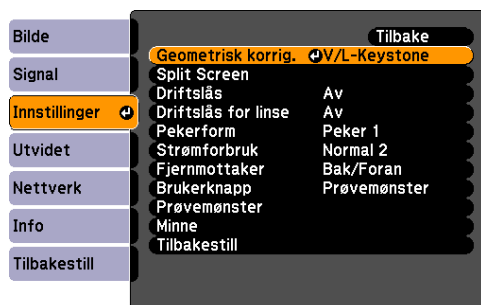 Bilde
Signal
Innstillinger
Utvidet
Nettverk
Info
Tilbakestill
Tilbake
Geometrisk korrig. V/L-Keystone
Split Screen
Driftslås Av
Driftslås for linse Av
Pekerform Peker 1
Strømforbruk Normal 2
Fjernmottaker Bak/Foran
Brukerknapp Prøvemønster
Prøvemønster
Minne
Tilbakestill